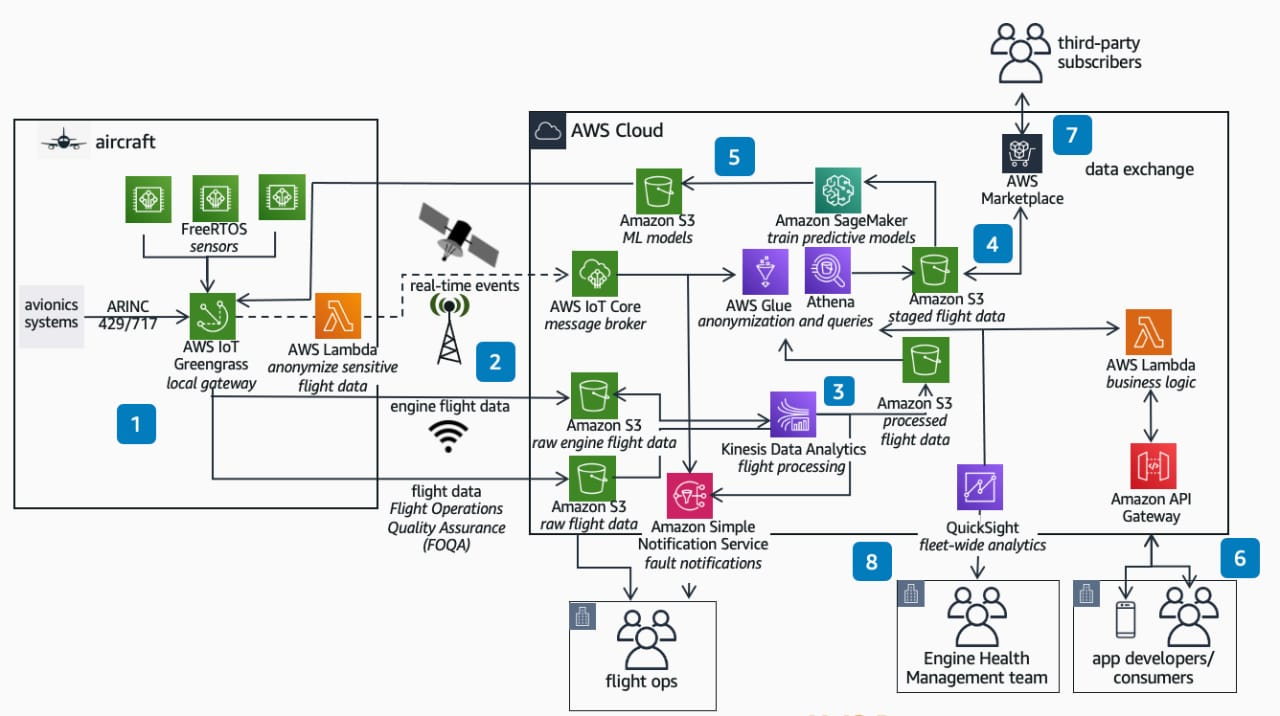 third-party
subscribers
aircraft
AWS Cloud
5
7
data exchange
AWS
Marketplace
FreeRTOS
sensors
Amazon S3
ML models
Amazon SageMaker
train predictive models
4
real-time events
avionics
systems
ARINC
429/717
AWS IoT Core
message broker
AWS Glue
Athena
anonymization and queries
Amazon S3
staged flight data
AWS IoT
Greengrass
local gateway
AWS Lambda
anonymize sensitive
flight data
2
AWS Lambda
business logic
1
engine flight data
Amazon S3
raw engine flight data
3
Kinesis Data Analytics
flight processing
Amazon S3
processed
flight data
flight data
Flight Operations
Quality Assurance
(FOQA)
Amazon S3
raw flight data
Amazon Simple
Notification Service
fault notifications
QuickSight
fleet-wide analytics
Amazon API
Gateway
8
6
flight ops
Engine Health
Management team
app developers/
consumers